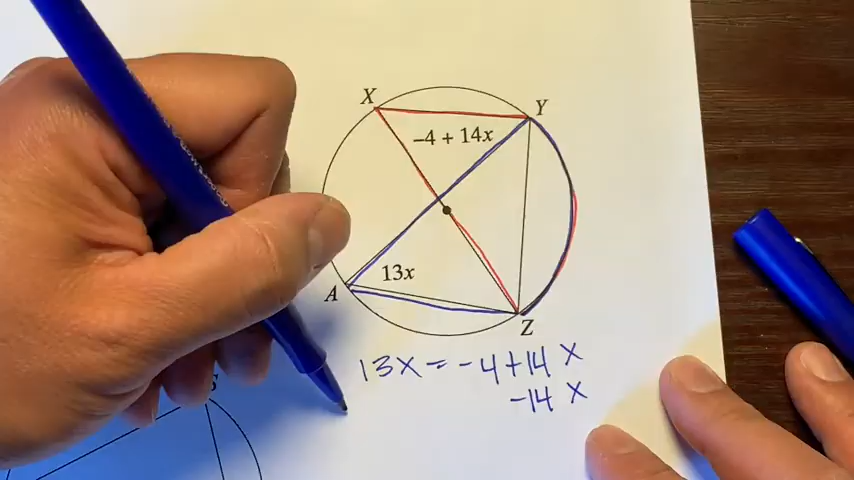 X
Y
-4 + 14x
A
13x
Z
13x = -4+14 x
-14 x
S